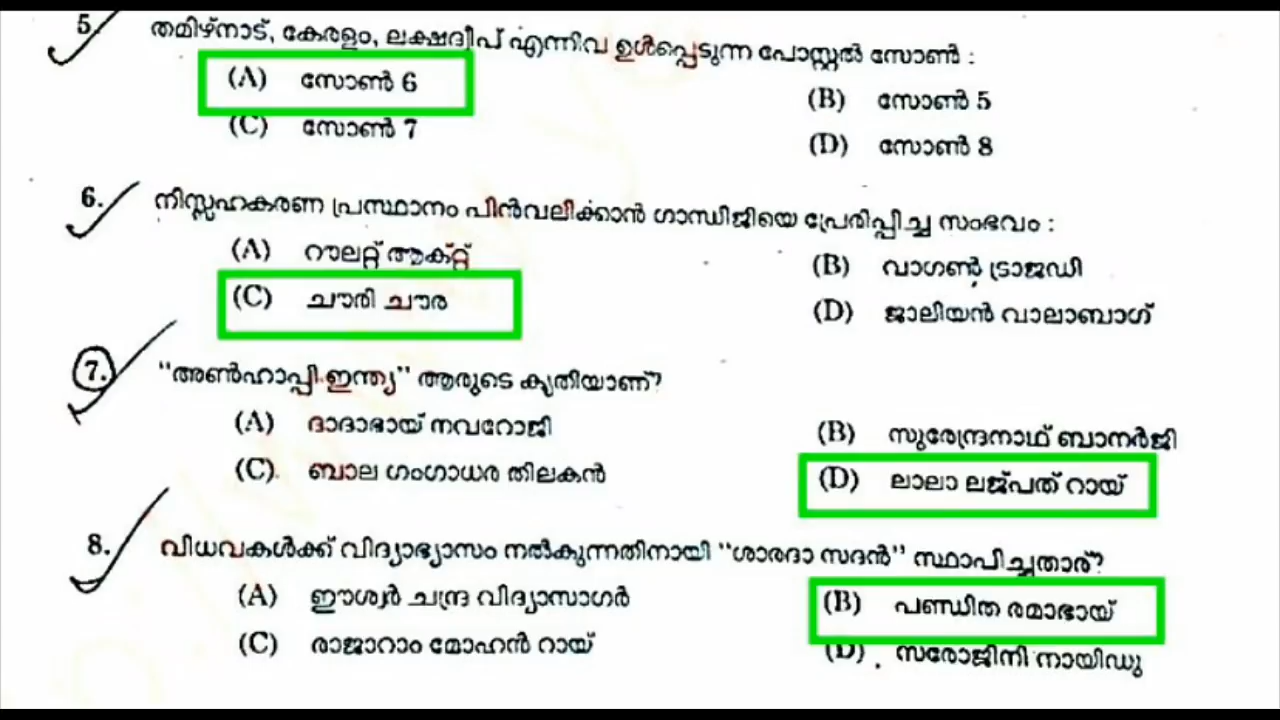 5. തമിഴ്നാട്, കേരളം, ലക്ഷദ്വീപ് എന്നിവ ഉൾപ്പെടുന്ന പോസ്റ്റൽ സോൺ :
(A) സോൺ 6
(B) സോൺ 5
(C) സോൺ 7
(D) സോൺ 8
6. നിസ്സഹകരണ പ്രസ്ഥാനം പിൻവലിക്കാൻ ഗാന്ധിജിയെ പ്രേരിപ്പിച്ച സംഭവം :
(A) റൗലറ്റ് ആക്റ്റ്
(B) വാഗൺ ട്രാജഡി
(C) ചൗരി ചൗര
(D) ജാലിയൻ വാലാബാഗ്
7. "അൺഹാപ്പി ഇന്ത്യ" ആരുടെ കൃതിയാണ്?
(A) ദാദാഭായ് നവറോജി
(B) സുരേന്ദ്രനാഥ് ബാനർജി
(C) ബാല ഗംഗാധര തിലകൻ
(D) ലാലാ ലജ്പത് റായ്
8. വിധവകൾക്ക് വിദ്യാഭ്യാസം നൽകുന്നതിനായി "ശാരദാ സദൻ" സ്ഥാപിച്ചതാര്?
(A) ഈശ്വർ ചന്ദ്ര വിദ്യാസാഗർ
(B) പണ്ഡിത രമാഭായ്
(C) രാജാറാം മോഹൻ റായ്
(D) സരോജിനി നായിഡു